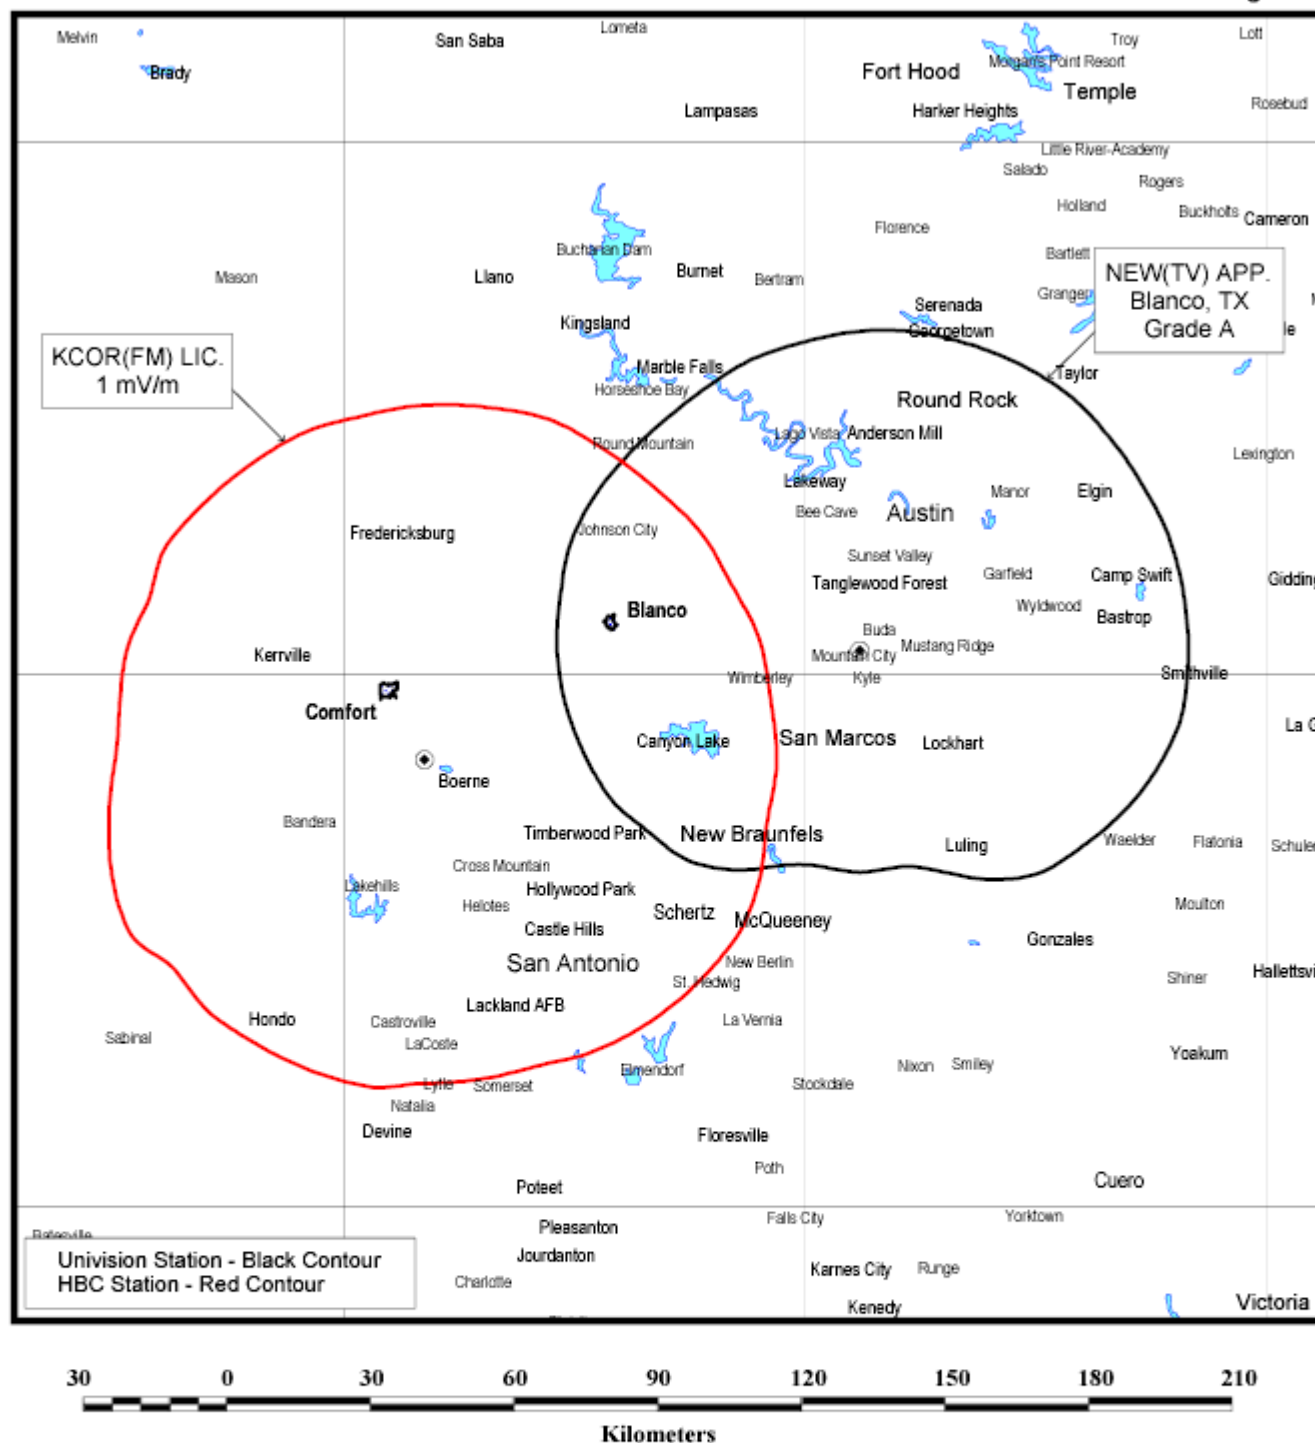 Melvin
San Saba
Lometa
Troy
Lott
Brady
Fort Hood
Morgan's Point Resort
Temple
Lampasas
Harker Heights
Rosebud
Little River-Academy
Salado
Rogers
Holland
Buckholts
Cameron
Florence
Buchanan Dam
Bartlett
Mason
Llano
Burnet
Bertram
NEW(TV) APP.
Blanco, TX
Grade A
Granger
Serenada
Kingsland
Georgetown
KCOR(FM) LIC.
1 mV/m
Marble Falls
Taylor
Horseshoe Bay
Round Rock
Round Mountain
Lago Vista
Anderson Mill
Lexington
Lakeway
Manor
Elgin
Bee Cave
Austin
Fredericksburg
Johnson City
Sunset Valley
Tanglewood Forest
Garfield
Camp Swift
Gidding
Blanco
Wyldwood
Bastrop
Buda
Mustang Ridge
Kerrville
Mountain City
Wimberley
Kyle
Smithville
Comfort
La G
Canyon Lake
San Marcos
Lockhart
Boerne
Bandera
Timberwood Park
New Braunfels
Luling
Waelder
Flatonia
Schulen
Cross Mountain
Lakehills
Hollywood Park
Helotes
Schertz
McQueeney
Moulton
Castle Hills
Gonzales
San Antonio
New Berlin
Hallettsvi
St. Hedwig
Shiner
Lackland AFB
Hondo
Castroville
La Vernia
Sabinal
LaCoste
Yoakum
Elmendorf
Nixon
Smiley
Lytle
Somerset
Stockdale
Natalia
Devine
Floresville
Poth
Poteet
Cuero
Falls City
Yorktown
Pleasanton
Batesville
Univision Station - Black Contour
HBC Station - Red Contour
Jourdanton
Charlotte
Karnes City
Runge
Kenedy
Victoria
30 0 30 60 90 120 150 180 210
Kilometers